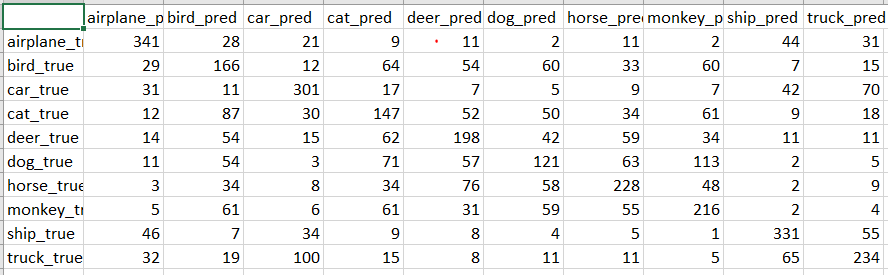 airplane_p bird_pred car_pred cat_pred deer_pred dog_pred horse_pred monkey_p ship_pred truck_pred
airplane_tr 341 28 21 9 11 2 11 2 44 31
bird_true 29 166 12 64 54 60 33 60 7 15
car_true 31 11 301 17 7 5 9 7 42 70
cat_true 12 87 30 147 52 50 34 61 9 18
deer_true 14 54 15 62 198 42 59 34 11 11
dog_true 11 54 3 71 57 121 63 113 2 5
horse_true 3 34 8 34 76 58 228 48 2 9
monkey_tr 5 61 6 61 31 59 55 216 2 4
ship_true 46 7 34 9 8 4 5 1 331 55
truck_true 32 19 100 15 8 11 11 5 65 234